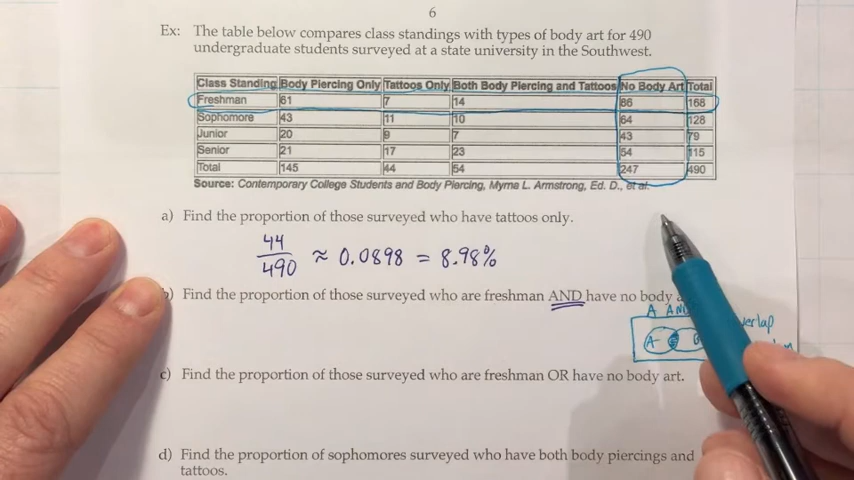 6
Ex: The table below compares class standings with types of body art for 490
undergraduate students surveyed at a state university in the Southwest.
Class Standing Body Piercing Only Tattoos Only Both Body Piercing and Tattoos No Body Art Total
Freshman 61 7 14 86 168
Sophomore 43 11 10 64 128
Junior 20 9 7 43 79
Senior 21 17 23 54 115
Total 145 44 54 247 490
Source: Contemporary College Students and Body Piercing, Myrna L. Armstrong, Ed. D., et al.
a) Find the proportion of those surveyed who have tattoos only.
44
490 ≈ 0.0898 = 8.98%
) Find the proportion of those surveyed who are freshman AND have no body
A AND
A
c) Find the proportion of those surveyed who are freshman OR have no body art.
d) Find the proportion of sophomores surveyed who have both body piercings and
tattoos.